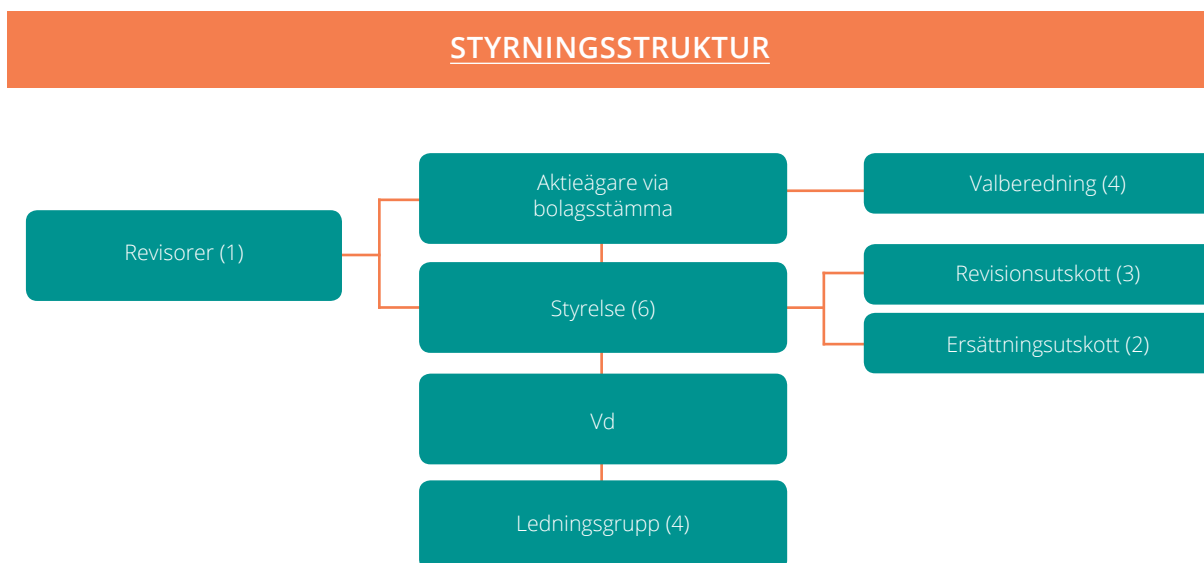 STYRNINGSSTRUKTUR
Aktieägare via
bolagsstämma
Valberedning (4)
Revisorer (1)
Styrelse (6)
Revisionsutskott (3)
Ersättningsutskott (2)
Vd
Ledningsgrupp (4)